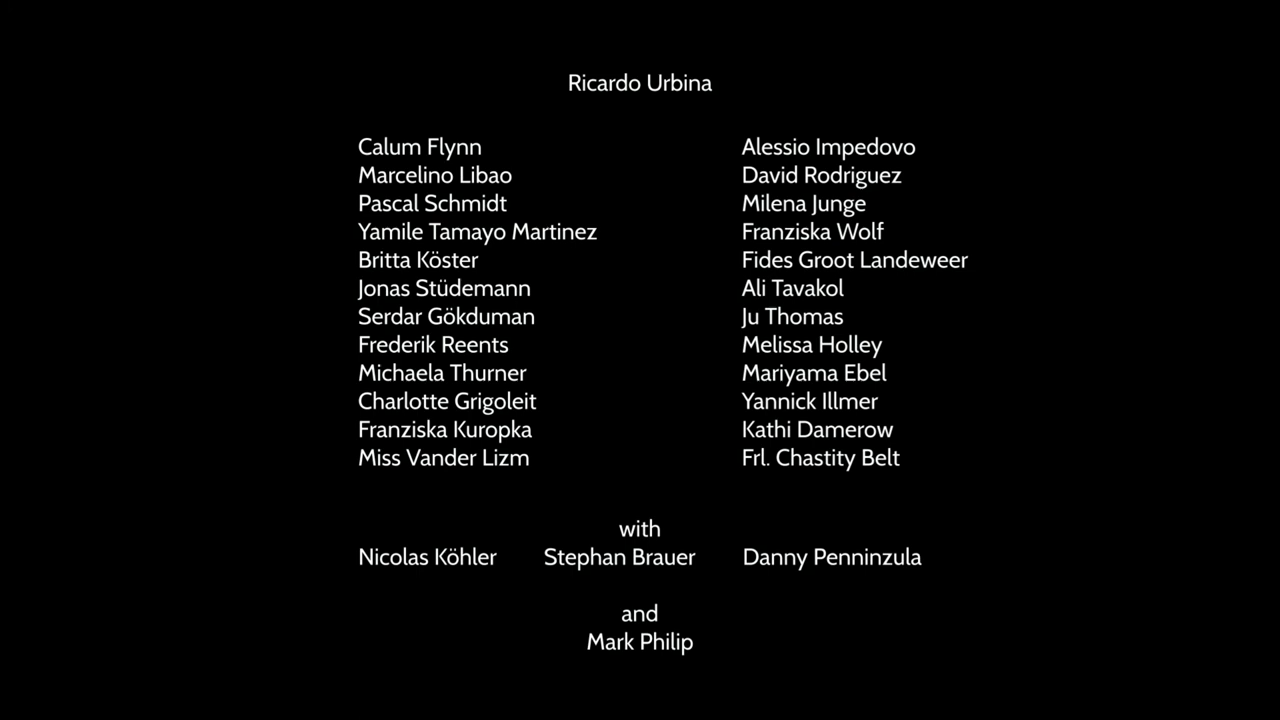 Ricardo Urbina
Calum Flynn
Marcelino Libao
Pascal Schmidt
Yamile Tamayo Martinez
Britta Köster
Jonas Stüdemann
Serdar Gökduman
Frederik Reents
Michaela Thurner
Charlotte Grigoleit
Franziska Kuropka
Miss Vander Lizm
Alessio Impedovo
David Rodriguez
Milena Junge
Franziska Wolf
Fides Groot Landeweer
Ali Tavakol
Ju Thomas
Melissa Holley
Mariyama Ebel
Yannick Illmer
Kathi Damerow
Frl. Chastity Belt
with
Nicolas Köhler Stephan Brauer Danny Penninzula
and
Mark Philip